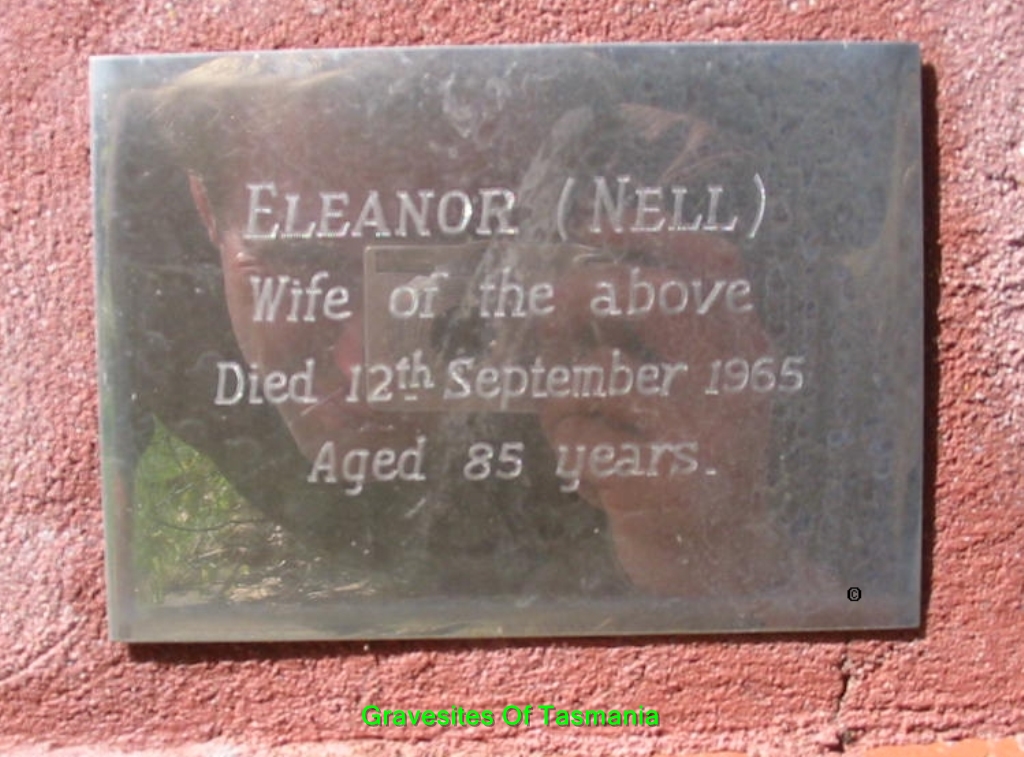 ELEANOR (NELL)
Wife of the above
Died 12th September 1965
Aged 85 years.
©
Gravesites Of Tasmania